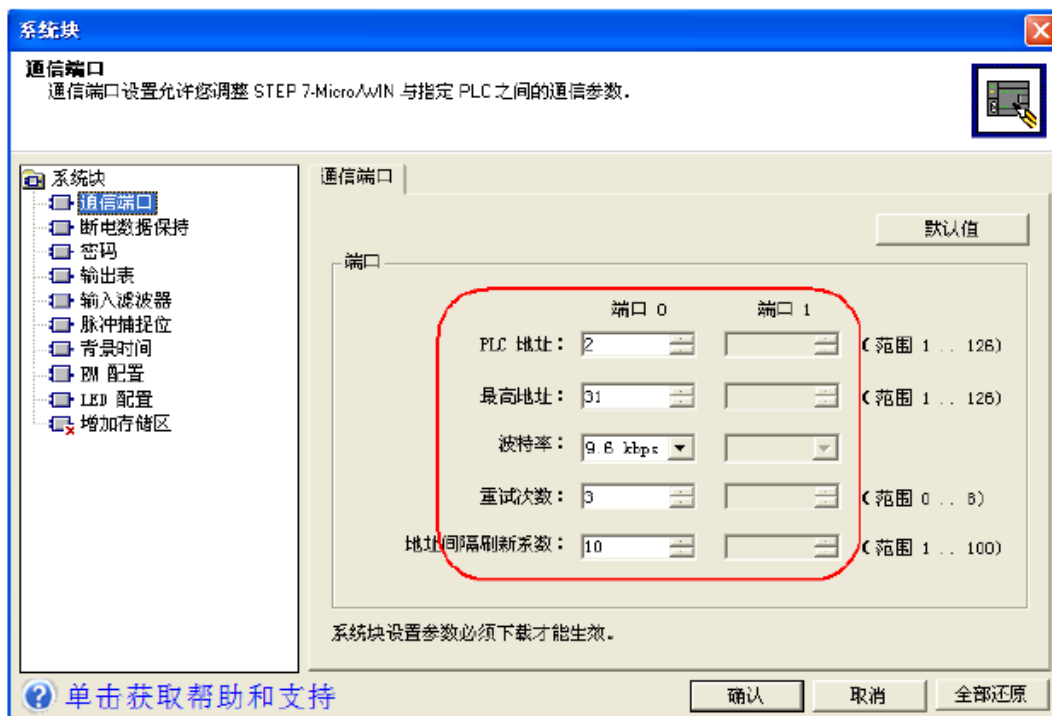 系统块
通信端口
通信端口设置允许您调整 STEP 7-Micro/WIN 与指定 PLC 之间的通信参数.
系统块
通信端口
断电数据保持
密码
输出表
输入滤波器
脉冲捕捉位
背景时间
EM 配置
LED 配置
增加存储区
通信端口
默认值
端口
端口 0 端口 1
PLC 地址: 2 (范围 1 .. 126)
最高地址: 31 (范围 1 .. 126)
波特率: 9.6 kbps
重试次数: 3 (范围 0 .. 8)
地址间隔刷新系数: 10 (范围 1 .. 100)
系统块设置参数必须下载才能生效.
单击获取帮助和支持
确认 取消 全部还原